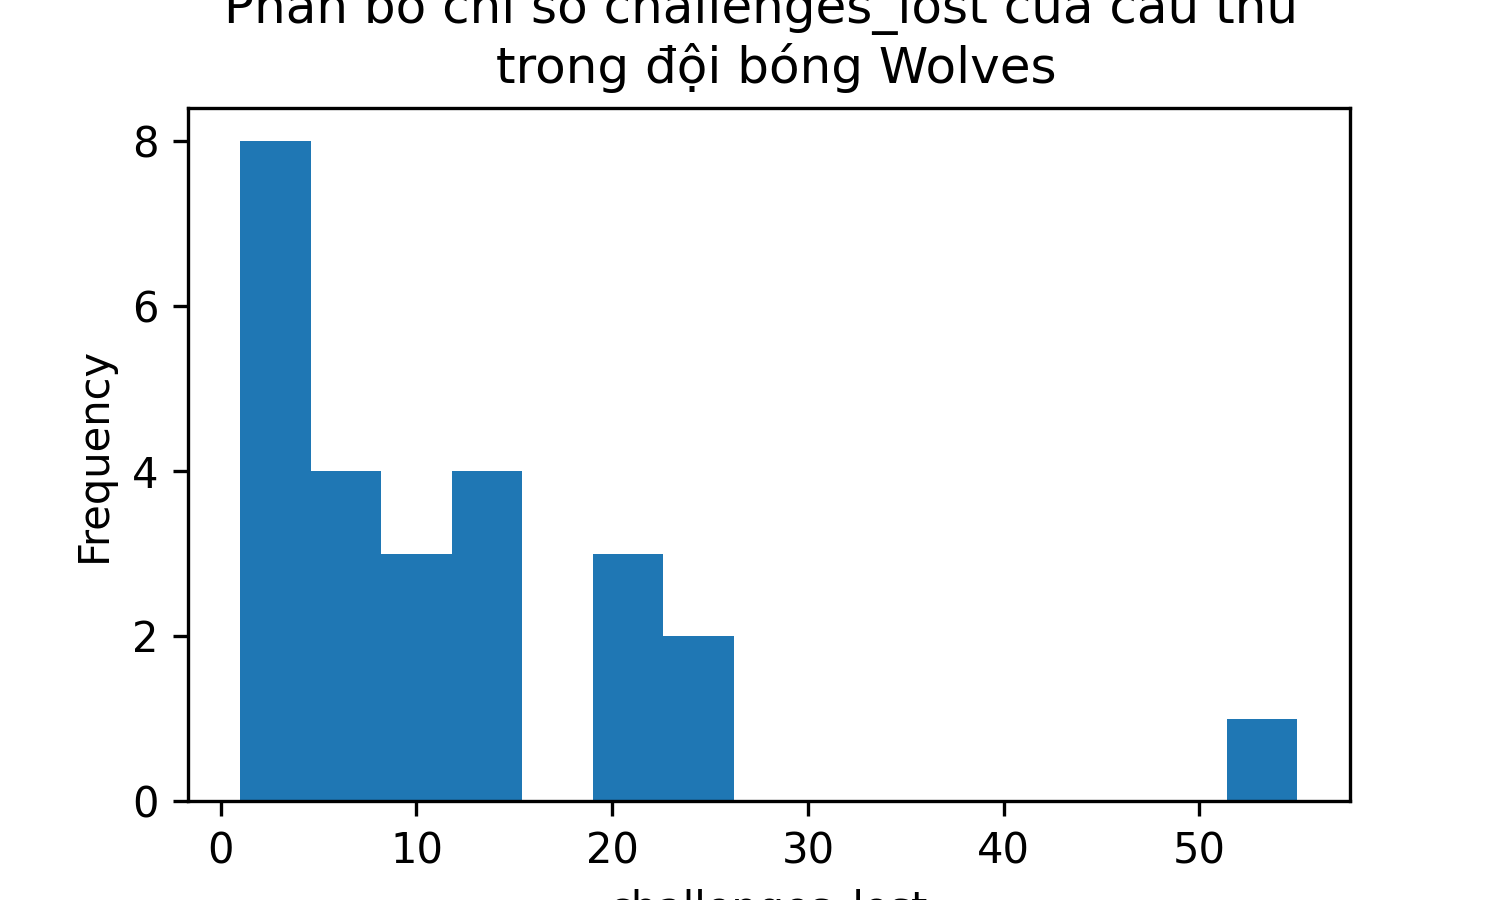 Phân bố chỉ số challenges_lost của cầu thủ
trong đội bóng Wolves
8
6
4
2
0
Frequency
0 10 20 30 40 50
challenges_lost